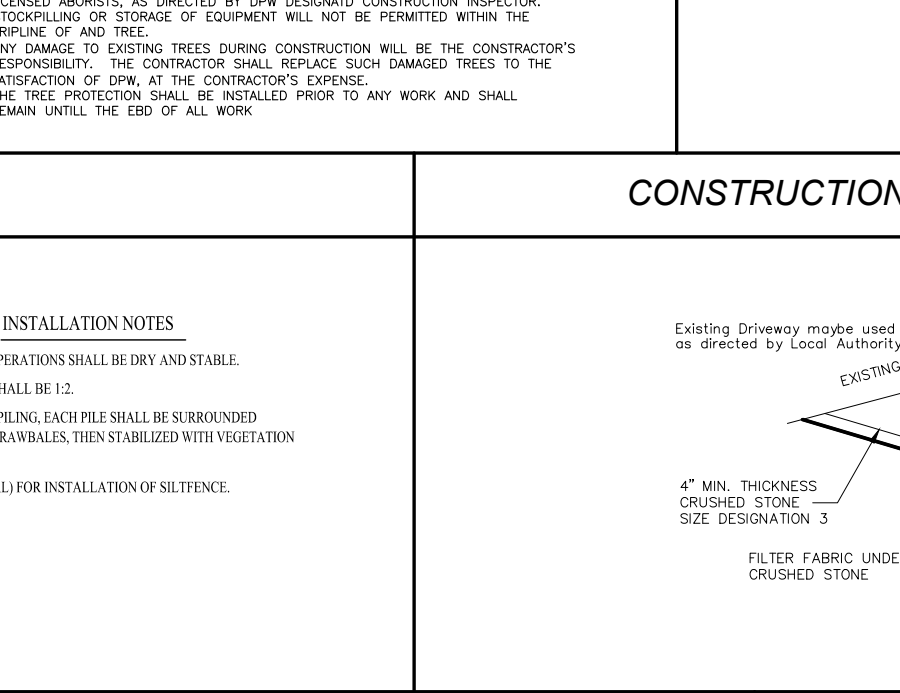 CENSED ABORISTS, AS DIRECTED BY DPW DESIGNATD CONSTRUCTION INSPECTOR.
TOCKPILLING OR STORAGE OF EQUIPMENT WILL NOT BE PERMITTED WITHIN THE
RIPLINE OF AND TREE.
NY DAMAGE TO EXISTING TREES DURING CONSTRUCTION WILL BE THE CONSTRACTOR'S
ESPONSIBILITY. THE CONTRACTOR SHALL REPLACE SUCH DAMAGED TREES TO THE
ATISFACTION OF DPW, AT THE CONTRACTOR'S EXPENSE.
HE TREE PROTECTION SHALL BE INSTALLED PRIOR TO ANY WORK AND SHALL
EMAIN UNTILL THE EBD OF ALL WORK
CONSTRUCTION
INSTALLATION NOTES
PERATIONS SHALL BE DRY AND STABLE.
HALL BE 1:2.
PILING, EACH PILE SHALL BE SURROUNDED
RAWBALES, THEN STABILIZED WITH VEGETATION
L) FOR INSTALLATION OF SILTFENCE.
Existing Driveway maybe used
as directed by Local Authority
EXISTING
4" MIN. THICKNESS
CRUSHED STONE
SIZE DESIGNATION 3
FILTER FABRIC UNDE
CRUSHED STONE